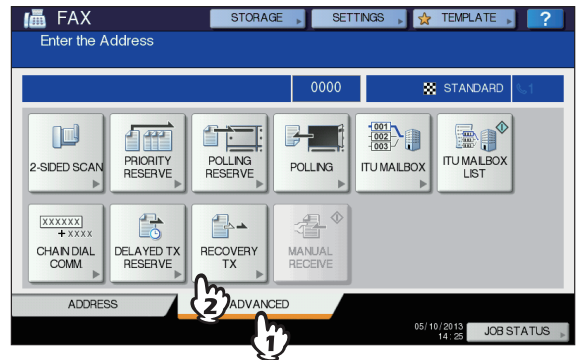 FAX
STORAGE
SETTINGS
TEMPLATE
?
Enter the Address
0000
STANDARD
1
2-SIDED SCAN
PRIORITY
RESERVE
POLLING
RESERVE
POLLING
001
002
003
ITU MAILBOX
ITU MAILBOX
LIST
XXXXXX
+ XXXX
CHAIN DIAL
COMM.
DELAYED TX
RESERVE
RECOVERY
TX
MANUAL
RECEIVE
2
ADDRESS
ADVANCED
1
05/10/2013
14:25
JOB STATUS